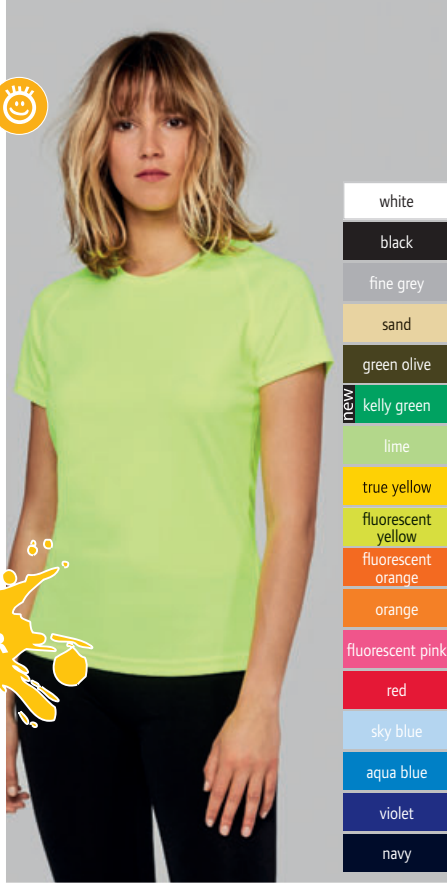 white
black
fine grey
sand
green olive
new
kelly green
lime
true yellow
fluorescent
yellow
fluorescent
orange
orange
fluorescent pink
red
sky blue
aqua blue
violet
navy